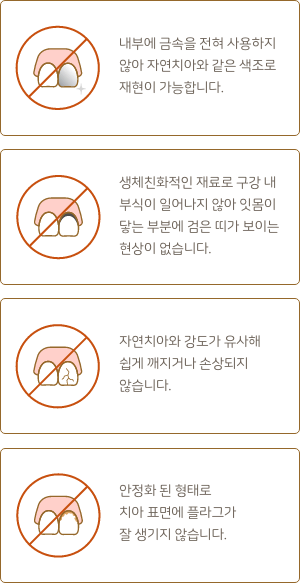 내부에 금속을 전혀 사용하지
않아 자연치아와 같은 색조로
재현이 가능합니다.
생체친화적인 재료로 구강 내
부식이 일어나지 않아 잇몸이
닿는 부분에 검은 띠가 보이는
현상이 없습니다.
자연치아와 강도가 유사해
쉽게 깨지거나 손상되지
않습니다.
안정화 된 형태로
치아 표면에 플라그가
잘 생기지 않습니다.